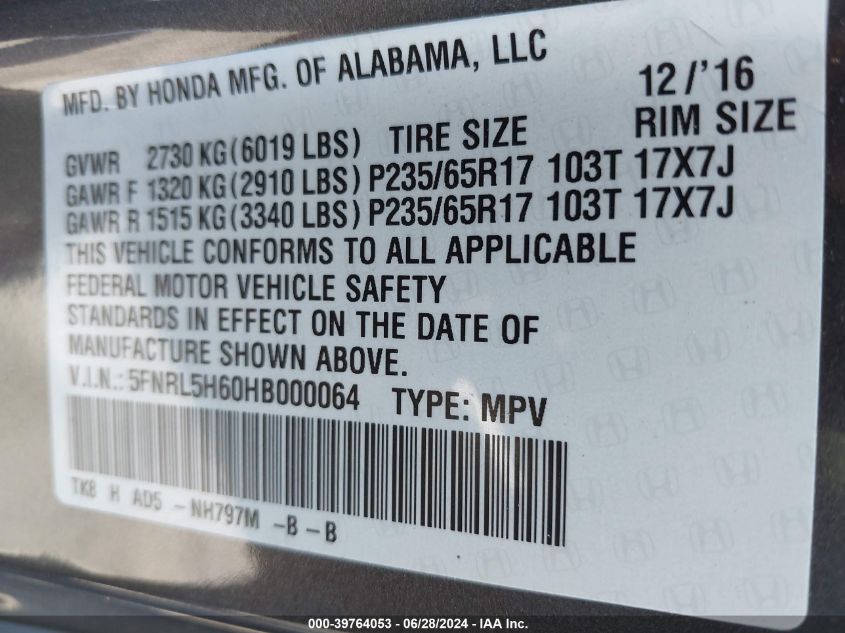 MFD. BY HONDA MFG. OF ALABAMA, LLC 12/'16
GVWR 2730 KG(6019 LBS) TIRE SIZE RIM SIZE
GAWR F 1320 KG(2910 LBS) P235/65R17 103T 17X7J
GAWR R 1515 KG(3340 LBS) P235/65R17 103T 17X7J
THIS VEHICLE CONFORMS TO ALL APPLICABLE
FEDERAL MOTOR VEHICLE SAFETY
STANDARDS IN EFFECT ON THE DATE OF
MANUFACTURE SHOWN ABOVE.
V.I.N.: 5FNRL5H60HB000064 TYPE: MPV
TK8 H AD5 -NH797M -B-B
000-39764053 / 06/28/2024 - IAA Inc.